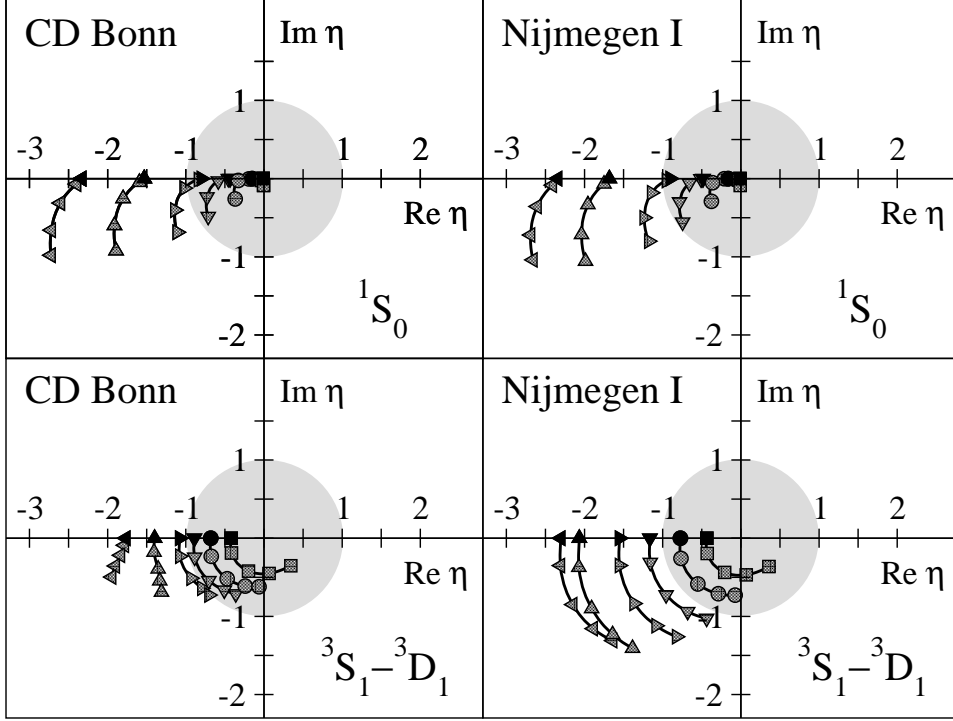 CD Bonn
Im η
1
-3 -2 -1 1 2
Re η
-1
¹S₀
-2
Nijmegen I
Im η
1
-3 -2 -1 1 2
Re η
-1
¹S₀
-2
CD Bonn
Im η
1
-3 -2 -1 1 2
Re η
-1
³S₁–³D₁
-2
Nijmegen I
Im η
1
-3 -2 -1 1 2
Re η
-1
³S₁–³D₁
-2